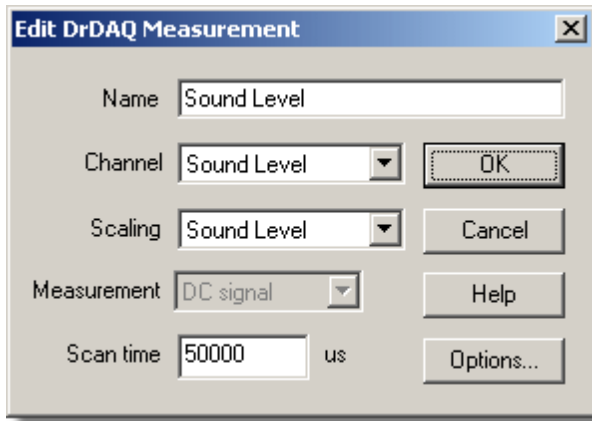 Edit DrDAQ Measurement
Name Sound Level
Channel Sound Level OK
Scaling Sound Level Cancel
Measurement DC signal Help
Scan time 50000 us Options...